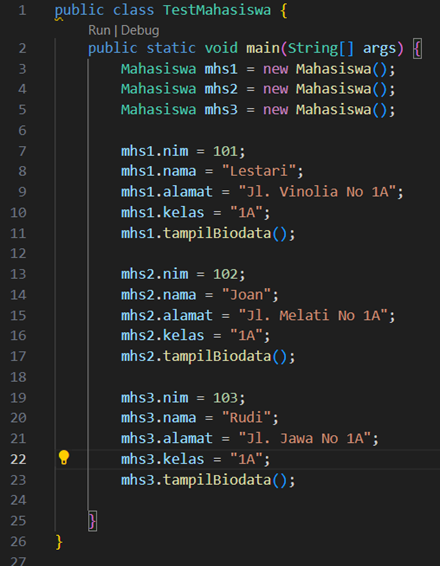 1 public class TestMahasiswa {
Run | Debug
2     public static void main(String[] args) {
3         Mahasiswa mhs1 = new Mahasiswa();
4         Mahasiswa mhs2 = new Mahasiswa();
5         Mahasiswa mhs3 = new Mahasiswa();
6
7         mhs1.nim = 101;
8         mhs1.nama = "Lestari";
9         mhs1.alamat = "Jl. Vinolia No 1A";
10         mhs1.kelas = "1A";
11         mhs1.tampilBiodata();
12
13         mhs2.nim = 102;
14         mhs2.nama = "Joan";
15         mhs2.alamat = "Jl. Melati No 1A";
16         mhs2.kelas = "1A";
17         mhs2.tampilBiodata();
18
19         mhs3.nim = 103;
20         mhs3.nama = "Rudi";
21         mhs3.alamat = "Jl. Jawa No 1A";
22         mhs3.kelas = "1A";
23         mhs3.tampilBiodata();
24
25     }
26 }
27